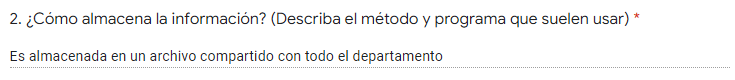 2. ¿Cómo almacena la información? (Describa el método y programa que suelen usar) *
Es almacenada en un archivo compartido con todo el departamento